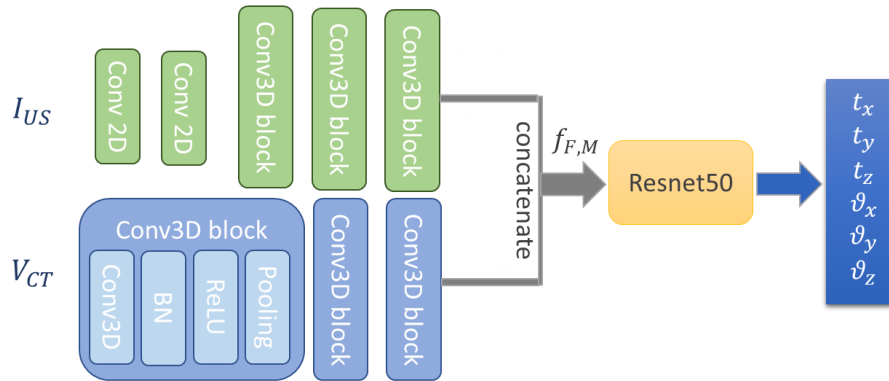 I_US
Conv 2D
Conv 2D
Conv3D block
Conv3D block
Conv3D block
V_CT
Conv3D block
Conv3D
BN
ReLU
Pooling
Conv3D block
Conv3D block
concatenate
f_F,M
Resnet50
t_x
t_y
t_z
ϑ_x
ϑ_y
ϑ_z